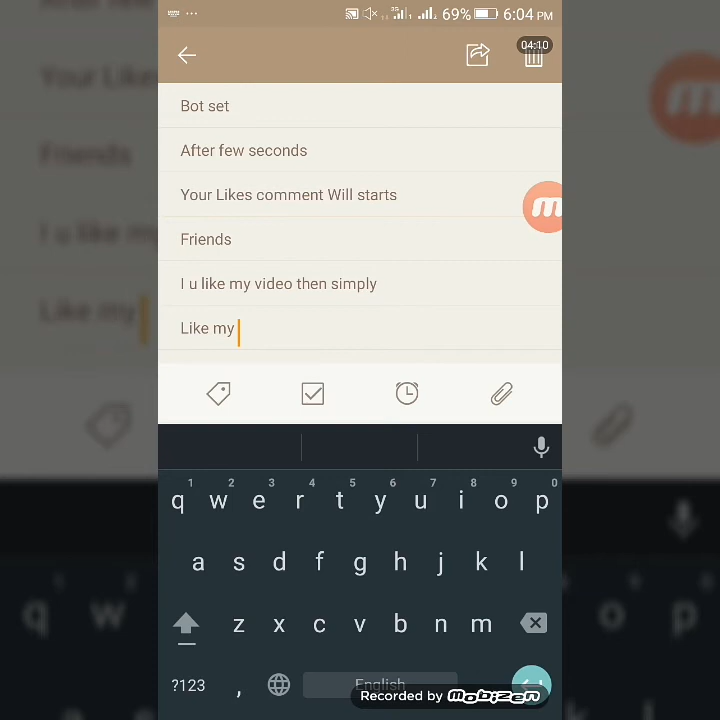 3G 69% 6:04 PM
04:10
Bot set
After few seconds
Your Likes comment Will starts
Friends
I u like my video then simply
Like my
1 2 3 4 5 6 7 8 9 0
q w e r t y u i o p
a s d f g h j k l
z x c v b n m
?123 , English
Recorded by Mobizen